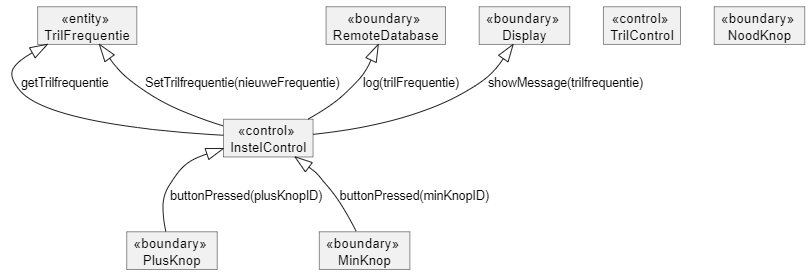 «entity»
TrilFrequentie
«boundary»
RemoteDatabase
«boundary»
Display
«control»
TrilControl
«boundary»
NoodKnop
getTrilfrequentie
SetTrilfrequentie(nieuweFrequentie)
log(trilFrequentie)
showMessage(trilfrequentie)
«control»
InstelControl
buttonPressed(plusKnopID)
buttonPressed(minKnopID)
«boundary»
PlusKnop
«boundary»
MinKnop